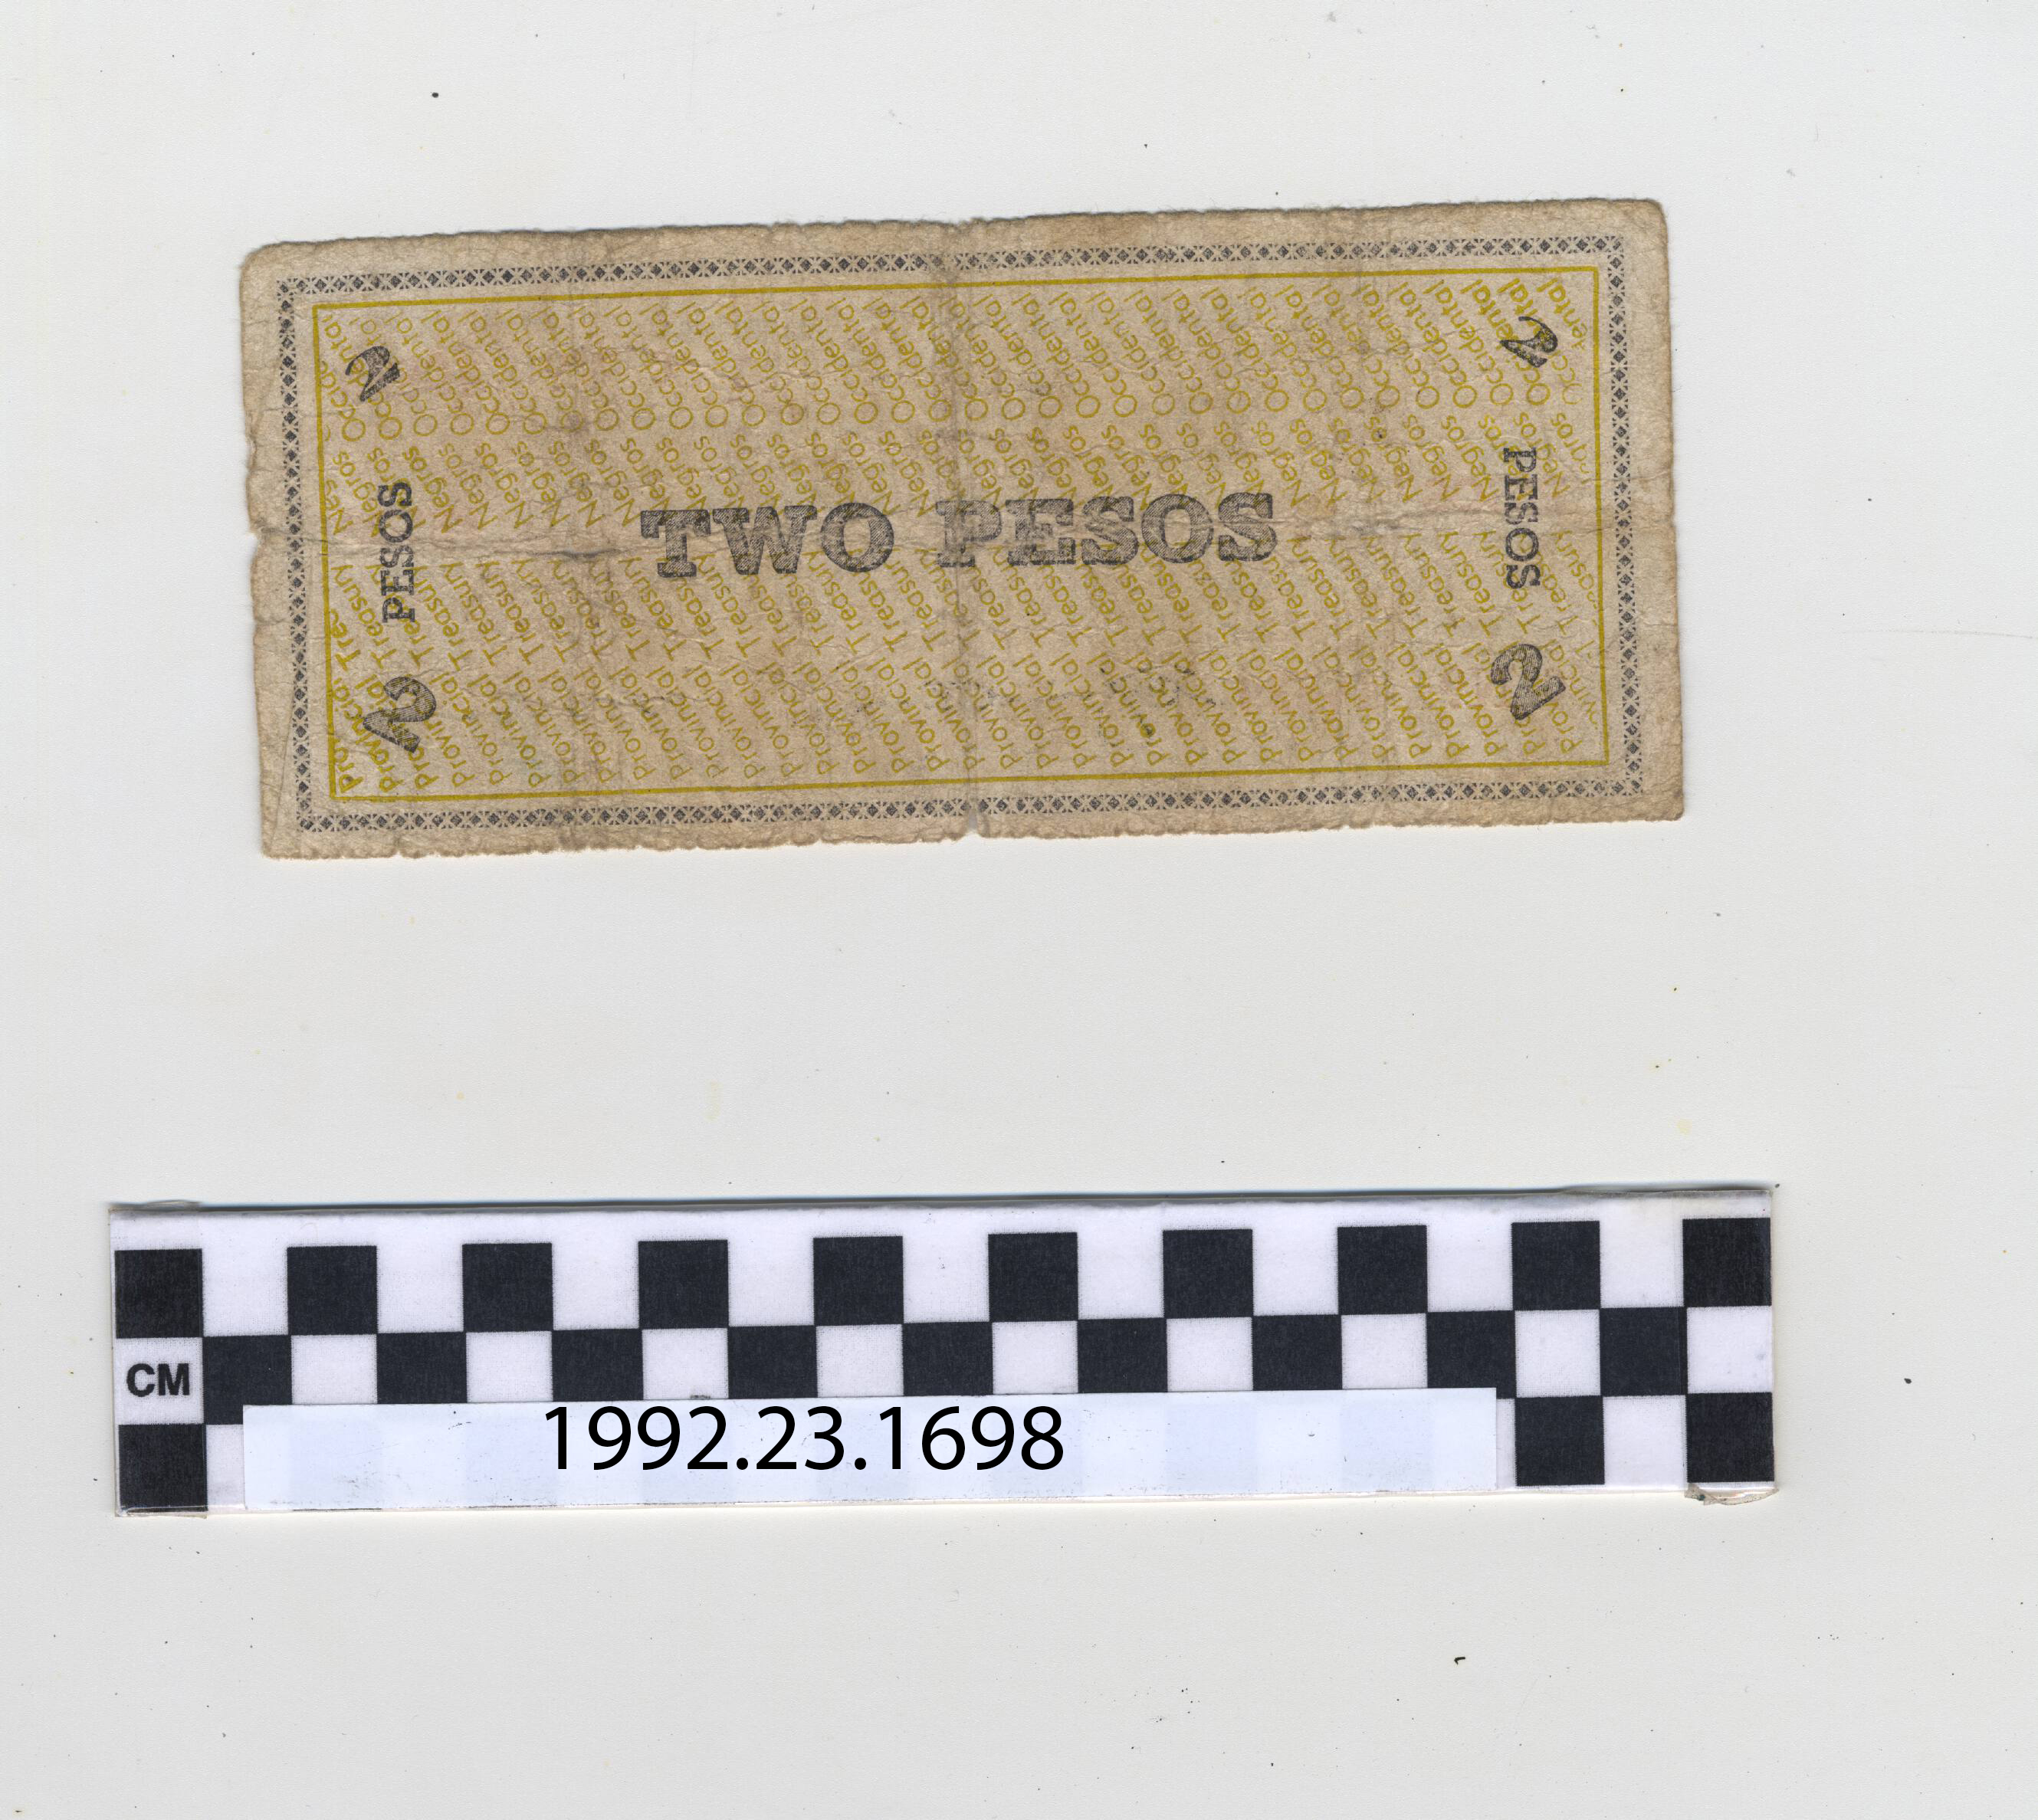 2 2
PESOS TWO PESOS PESOS
2 2
Provincial Treasury Negros Occidental
CM
1992.23.1698